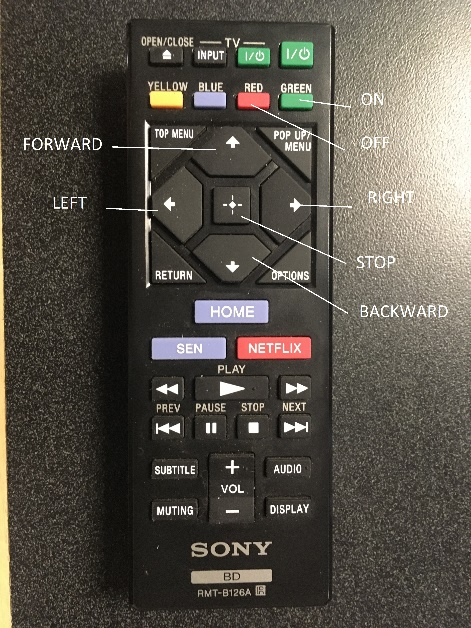 OPEN/CLOSE TV
INPUT I/⏻ I/⏻
YELLOW BLUE RED GREEN
ON
OFF
TOP MENU POP UP/
MENU
FORWARD
LEFT
RIGHT
STOP
RETURN OPTIONS
BACKWARD
HOME
SEN NETFLIX
PLAY
PREV PAUSE STOP NEXT
SUBTITLE + AUDIO
VOL
MUTING − DISPLAY
SONY
BD
RMT-B126A